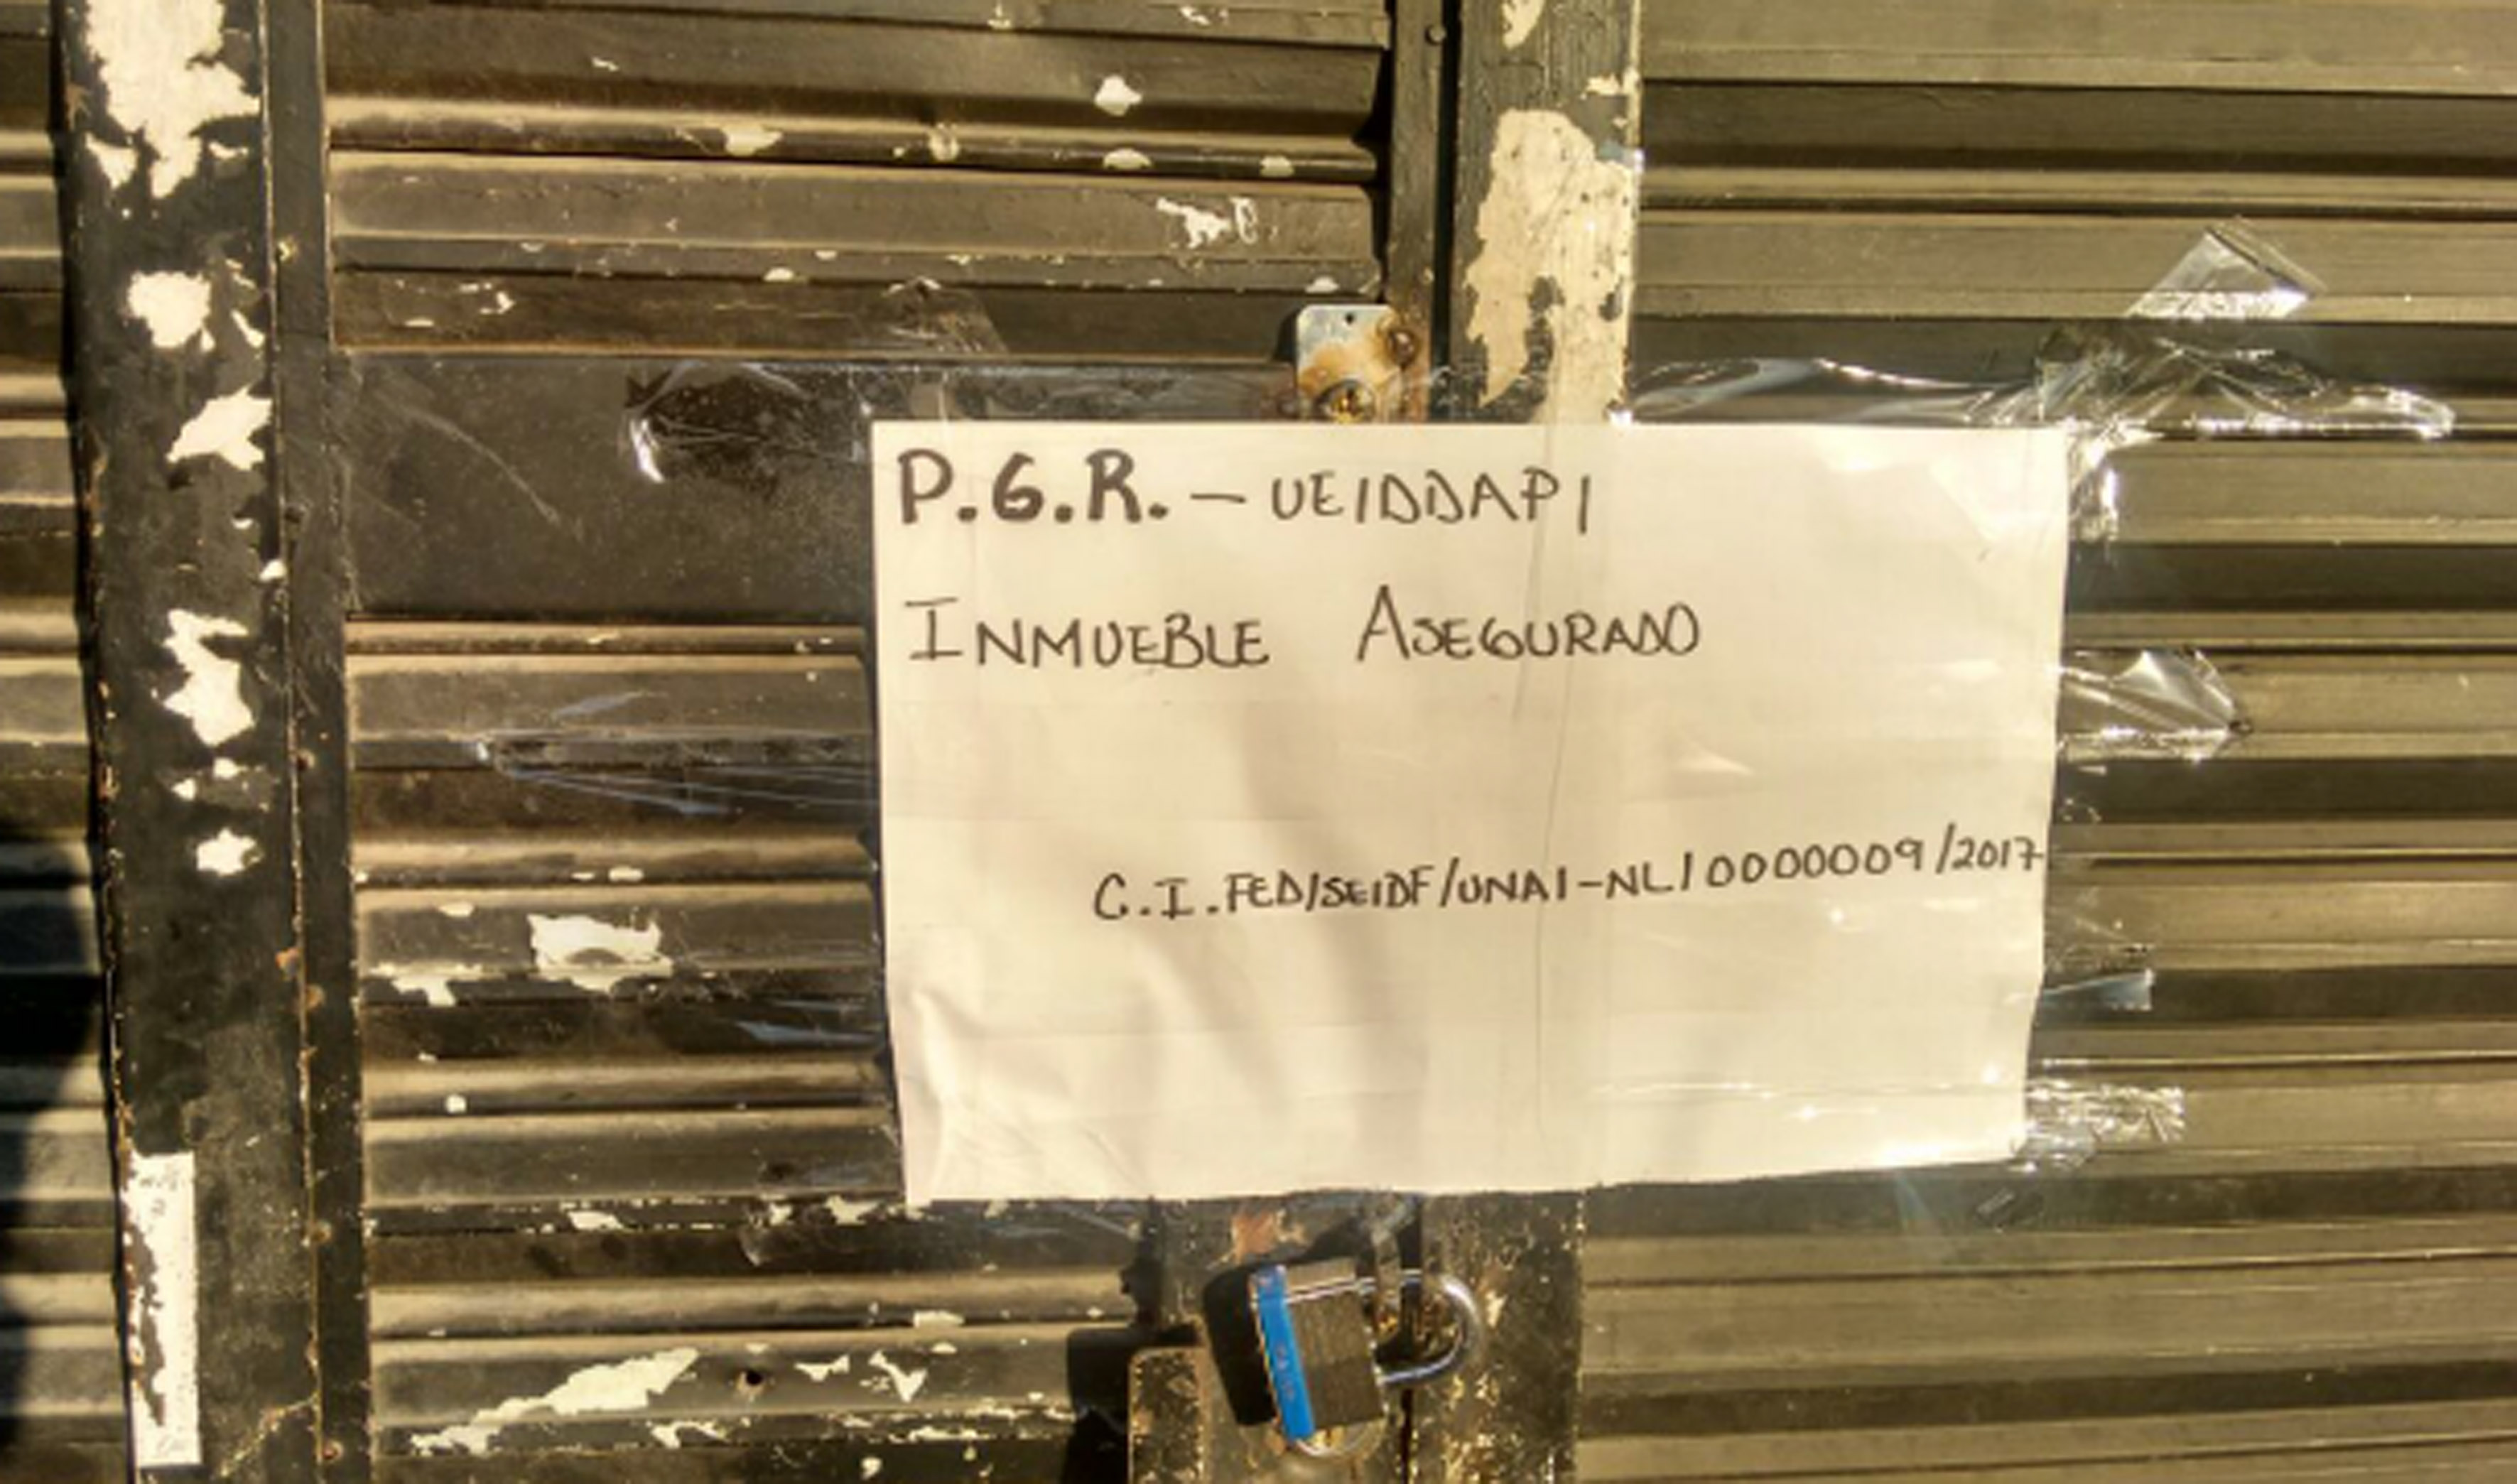 P.G.R. - UEIDDAPI
INMUEBLE ASEGURADO
C.I.FED/SEIDF/UNAI-NL/0000009/2017